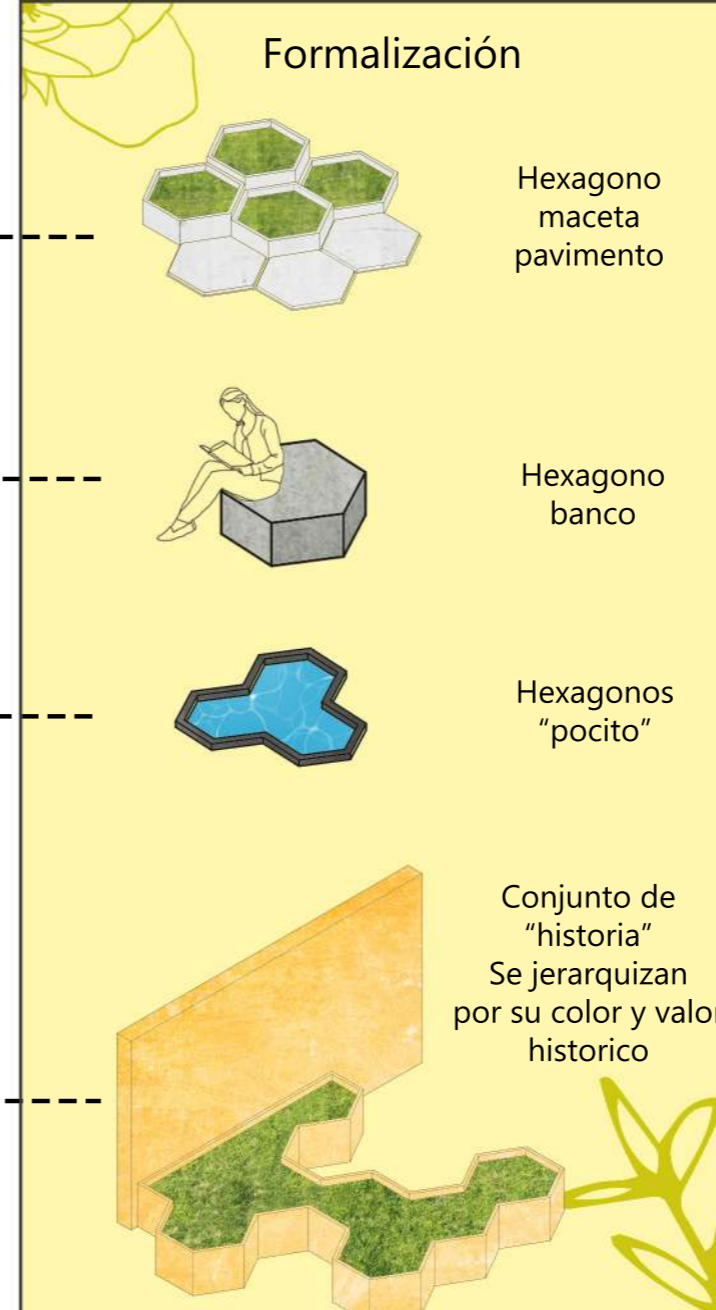 Formalización
Hexagono
maceta
pavimento
Hexagono
banco
Hexagonos
“pocito”
Conjunto de
“historia”
Se jerarquizan
por su color y valor
historico